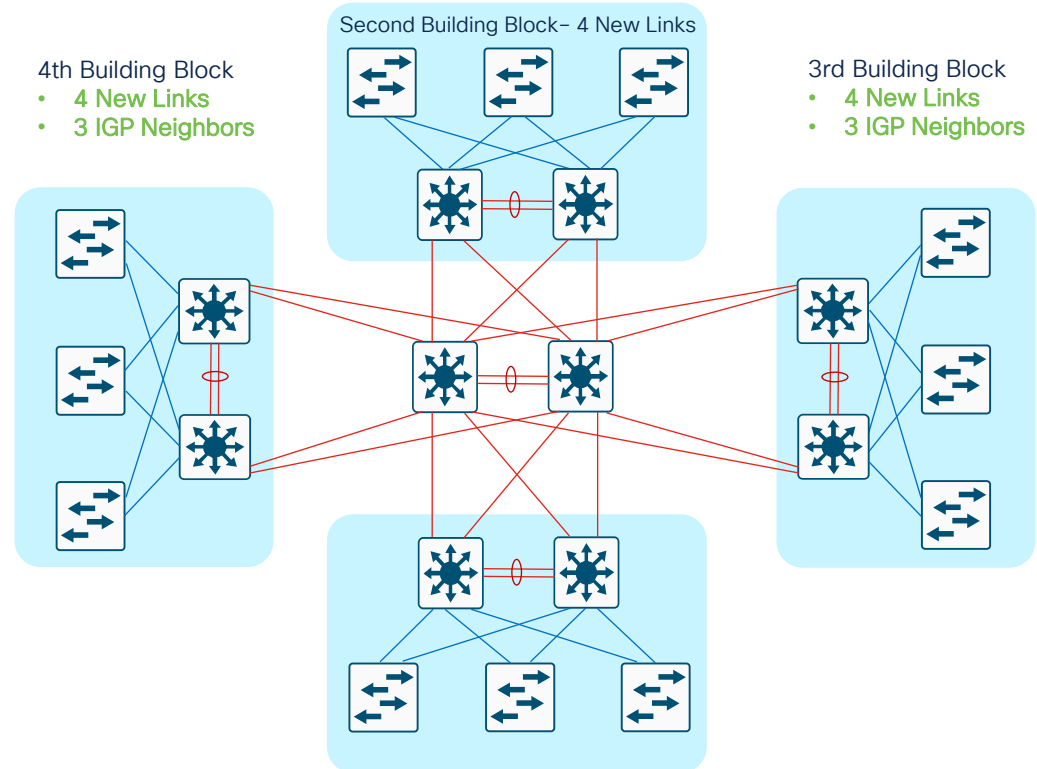 Second Building Block– 4 New Links
4th Building Block
• 4 New Links
• 3 IGP Neighbors
3rd Building Block
• 4 New Links
• 3 IGP Neighbors